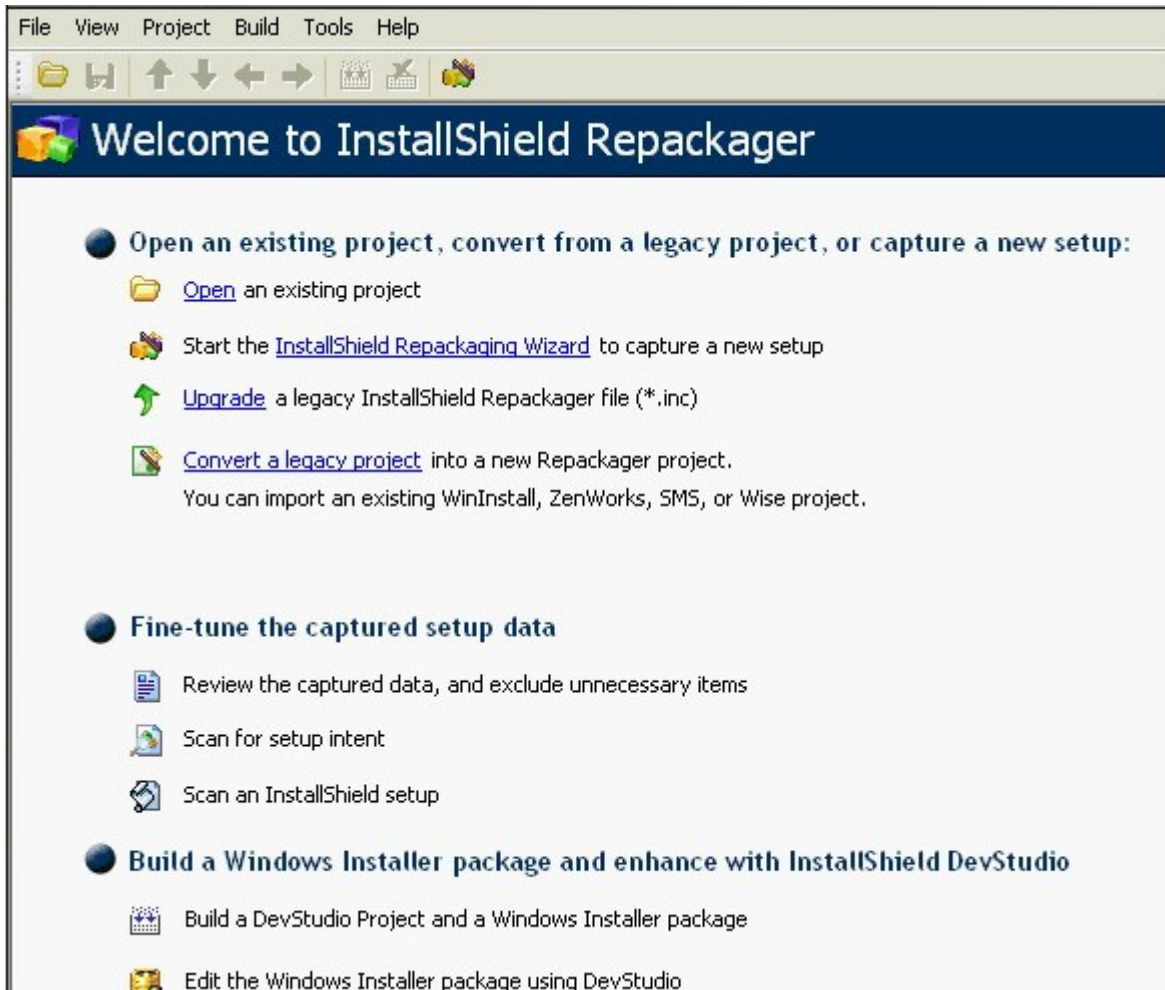 File View Project Build Tools Help
Welcome to InstallShield Repackager
Open an existing project, convert from a legacy project, or capture a new setup:
Open an existing project
Start the InstallShield Repackaging Wizard to capture a new setup
Upgrade a legacy InstallShield Repackager file (*.inc)
Convert a legacy project into a new Repackager project.
You can import an existing WinInstall, ZenWorks, SMS, or Wise project.
Fine-tune the captured setup data
Review the captured data, and exclude unnecessary items
Scan for setup intent
Scan an InstallShield setup
Build a Windows Installer package and enhance with InstallShield DevStudio
Build a DevStudio Project and a Windows Installer package
Edit the Windows Installer package using DevStudio